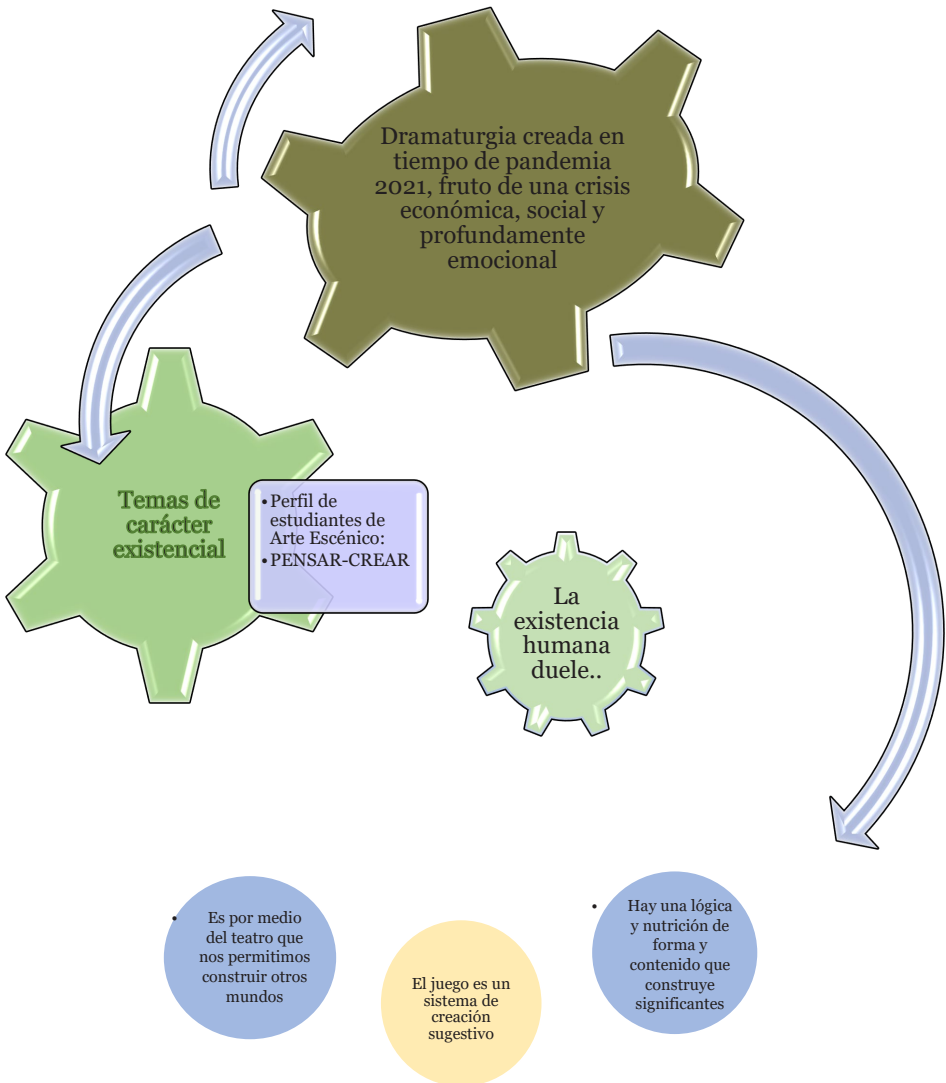 Dramaturgia creada en
tiempo de pandemia
2021, fruto de una crisis
económica, social y
profundamente
emocional
Temas de
carácter
existencial
•Perfil de
estudiantes de
Arte Escénico:
•PENSAR-CREAR
La
existencia
humana
duele..
• Es por medio
del teatro que
nos permitimos
construir otros
mundos
El juego es un
sistema de
creación
sugestivo
• Hay una lógica
y nutrición de
forma y
contenido que
construye
significantes